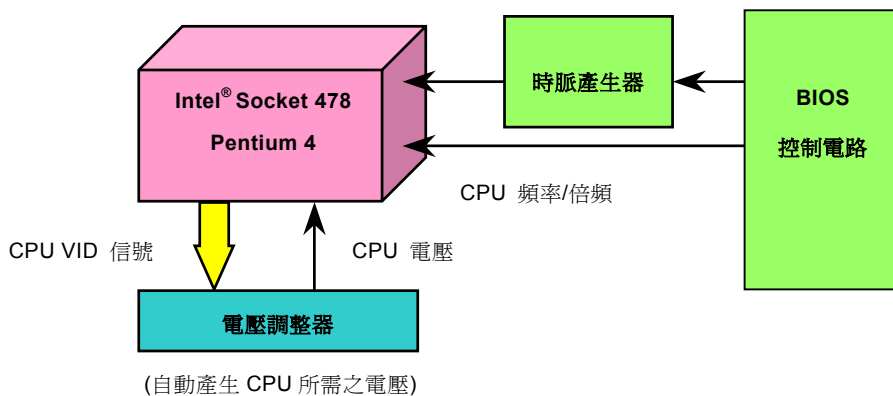 Intel® Socket 478
Pentium 4
時脈產生器
BIOS
控制電路
CPU 頻率/倍頻
CPU VID 信號
CPU 電壓
電壓調整器
(自動產生 CPU 所需之電壓)